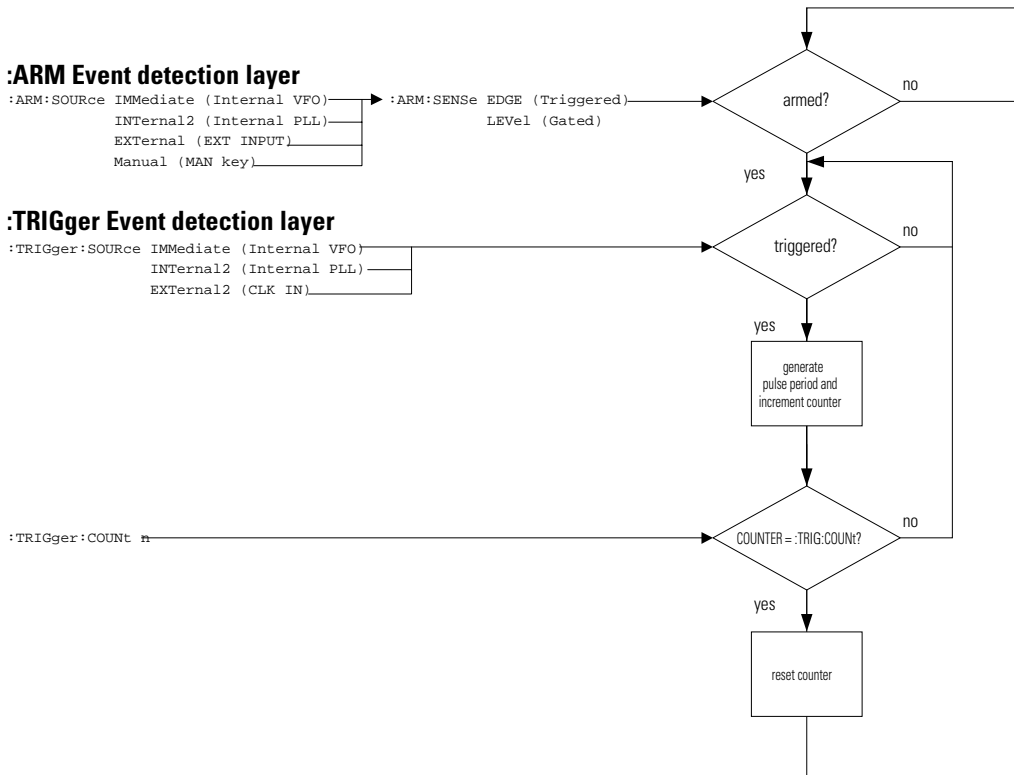 :ARM Event detection layer
:ARM:SOURce IMMediate (Internal VFO) :ARM:SENSe EDGE (Triggered)
INTernal2 (Internal PLL) LEVel (Gated)
EXTernal (EXT INPUT)
Manual (MAN key)
armed?
no
yes
:TRIGger Event detection layer
:TRIGger:SOURce IMMediate (Internal VFO)
INTernal2 (Internal PLL)
EXTernal2 (CLK IN)
triggered?
no
yes
generate
pulse period and
increment counter
:TRIGger:COUNt n
COUNTER = :TRIG:COUNt?
no
yes
reset counter